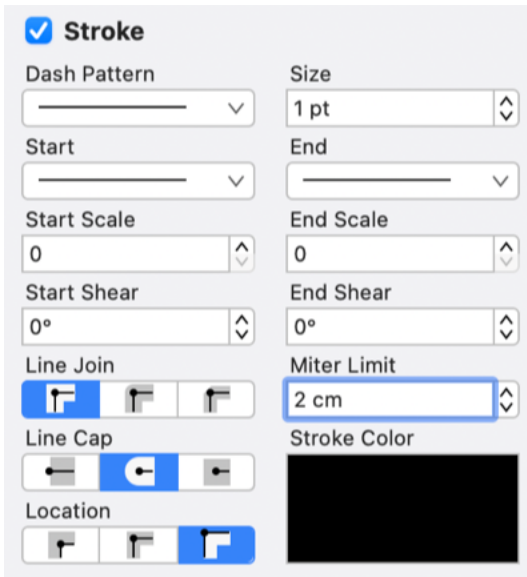 Stroke
Dash Pattern
Size
1 pt
Start
End
Start Scale
End Scale
0
0
Start Shear
End Shear
0°
0°
Line Join
Miter Limit
2 cm
Line Cap
Stroke Color
Location